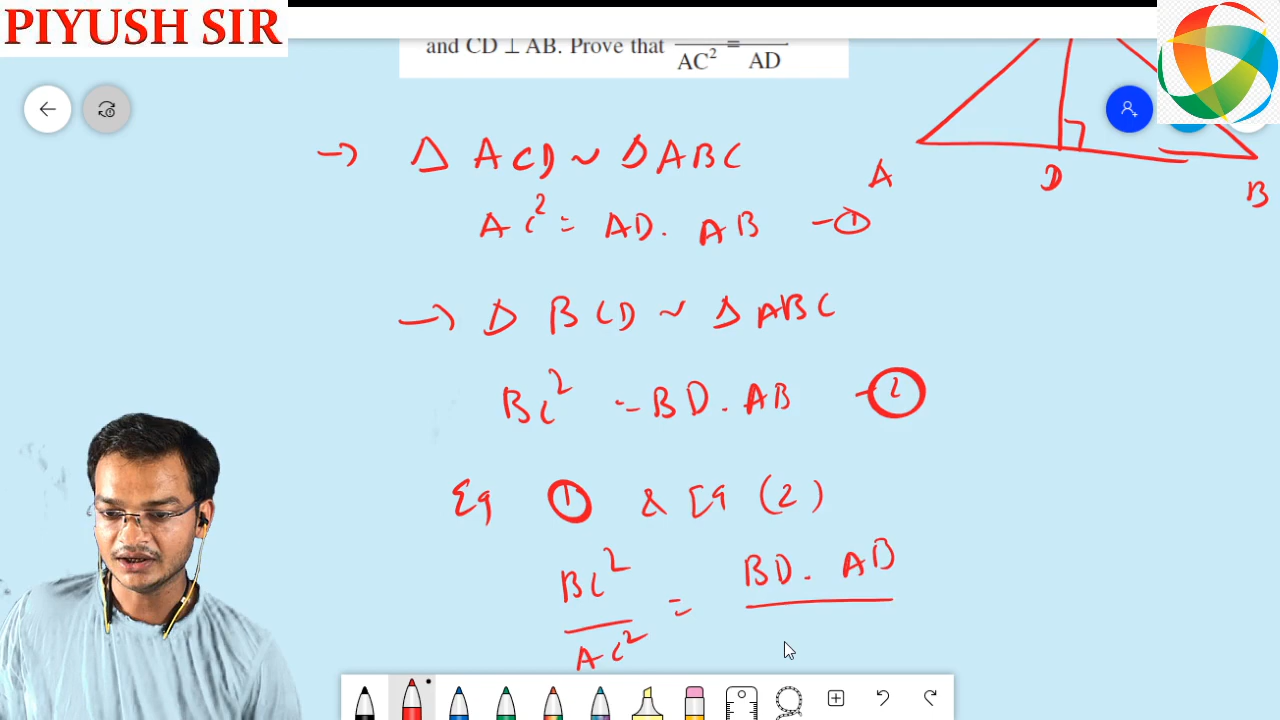 PIYUSH SIR
and CD ⊥ AB. Prove that
AC² = AD
→ Δ ACD ~ Δ ABC
AC² = AD. AB -①
→ Δ BCD ~ Δ ABC
BC² = BD. AB -②
Eq ① & Eq (2)
BC² / AC² = BD. AB
A
D
B